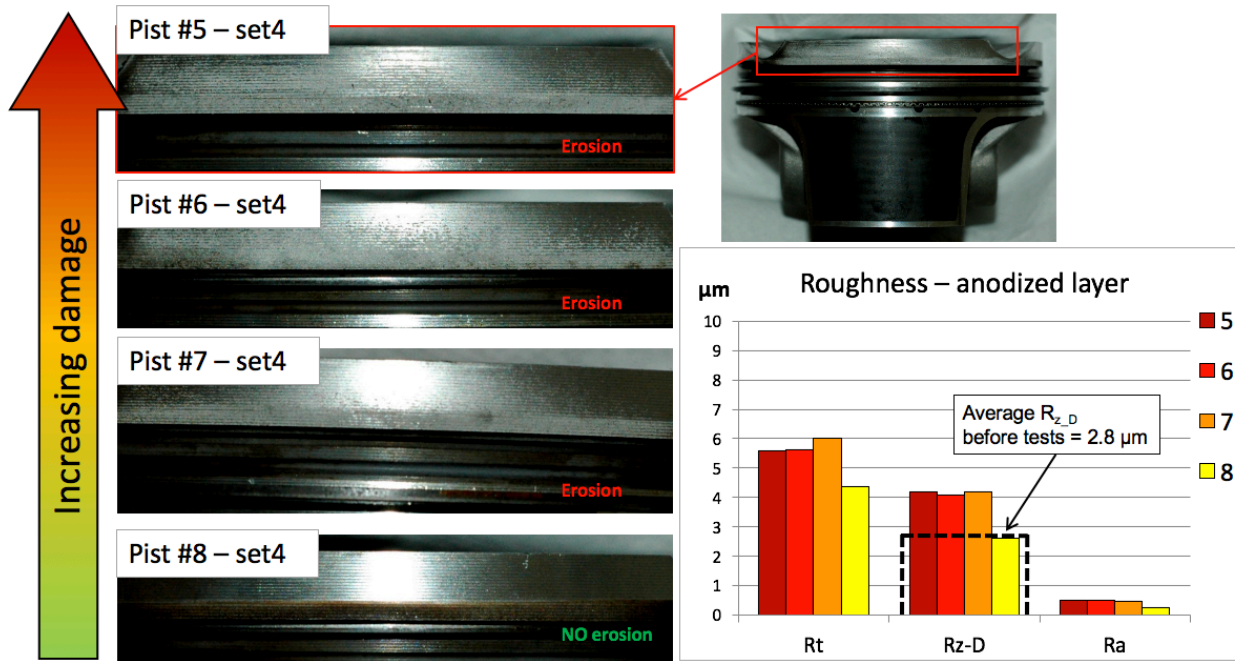 Increasing damage
Pist #5 – set4
Erosion
Pist #6 – set4
Erosion
Pist #7 – set4
Erosion
Pist #8 – set4
NO erosion
Roughness – anodized layer
µm
10
9
8
7
6
5
4
3
2
1
0
Rt
Rz-D
Ra
Average Rz_D
before tests = 2.8 µm
5
6
7
8